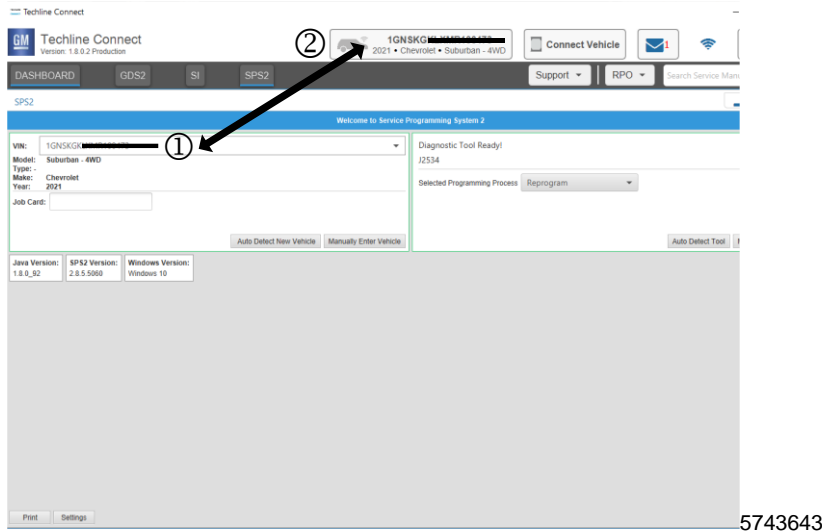 Techline Connect
GM Techline Connect
Version: 1.8.0.2 Production
② 1GNSKG
2021 • Chevrolet • Suburban - 4WD
Connect Vehicle
1
DASHBOARD GDS2 SI SPS2
Support RPO Search Service Man
SPS2
Welcome to Service Programming System 2
VIN: 1GNSKGK ①
Model: Suburban - 4WD
Type: -
Make: Chevrolet
Year: 2021
Job Card:
Auto Detect New Vehicle Manually Enter Vehicle
Diagnostic Tool Ready!
J2534
Selected Programming Process Reprogram
Auto Detect Tool
Java Version: SPS2 Version: Windows Version:
1.8.0_92 2.8.5.5060 Windows 10
Print Settings
5743643